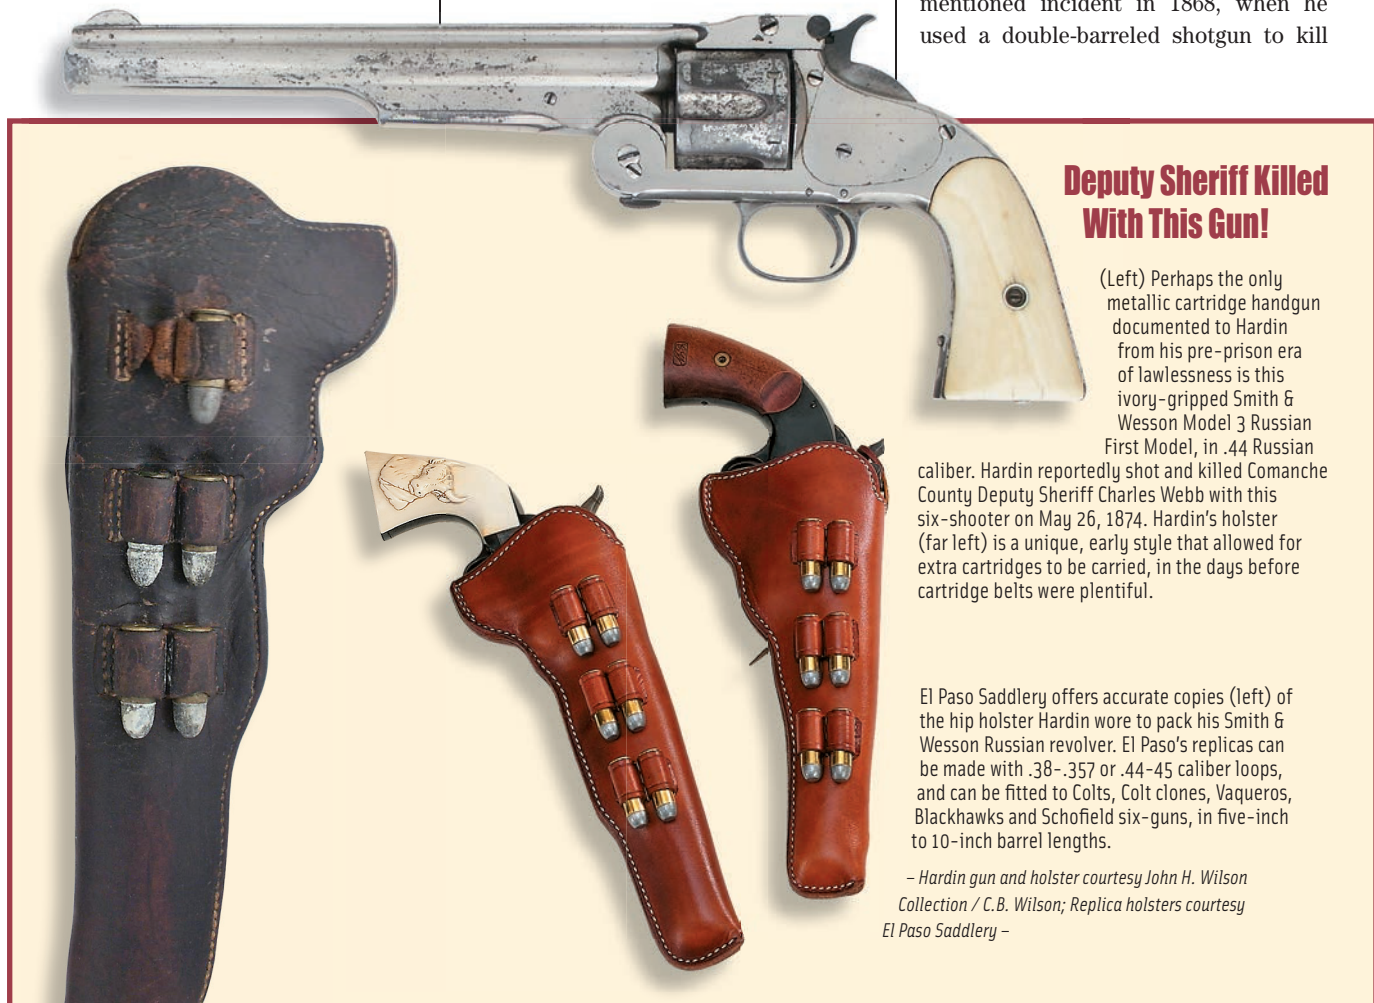 mentioned incident in 1868, when he
used a double-barreled shotgun to kill
Deputy Sheriff Killed
With This Gun!
(Left) Perhaps the only
metallic cartridge handgun
documented to Hardin
from his pre-prison era
of lawlessness is this
ivory-gripped Smith &
Wesson Model 3 Russian
First Model, in .44 Russian
caliber. Hardin reportedly shot and killed Comanche
County Deputy Sheriff Charles Webb with this
six-shooter on May 26, 1874. Hardin's holster
(far left) is a unique, early style that allowed for
extra cartridges to be carried, in the days before
cartridge belts were plentiful.
El Paso Saddlery offers accurate copies (left) of
the hip holster Hardin wore to pack his Smith &
Wesson Russian revolver. El Paso's replicas can
be made with .38-.357 or .44-45 caliber loops,
and can be fitted to Colts, Colt clones, Vaqueros,
Blackhawks and Schofield six-guns, in five-inch
to 10-inch barrel lengths.
– Hardin gun and holster courtesy John H. Wilson
Collection / C.B. Wilson; Replica holsters courtesy
El Paso Saddlery –